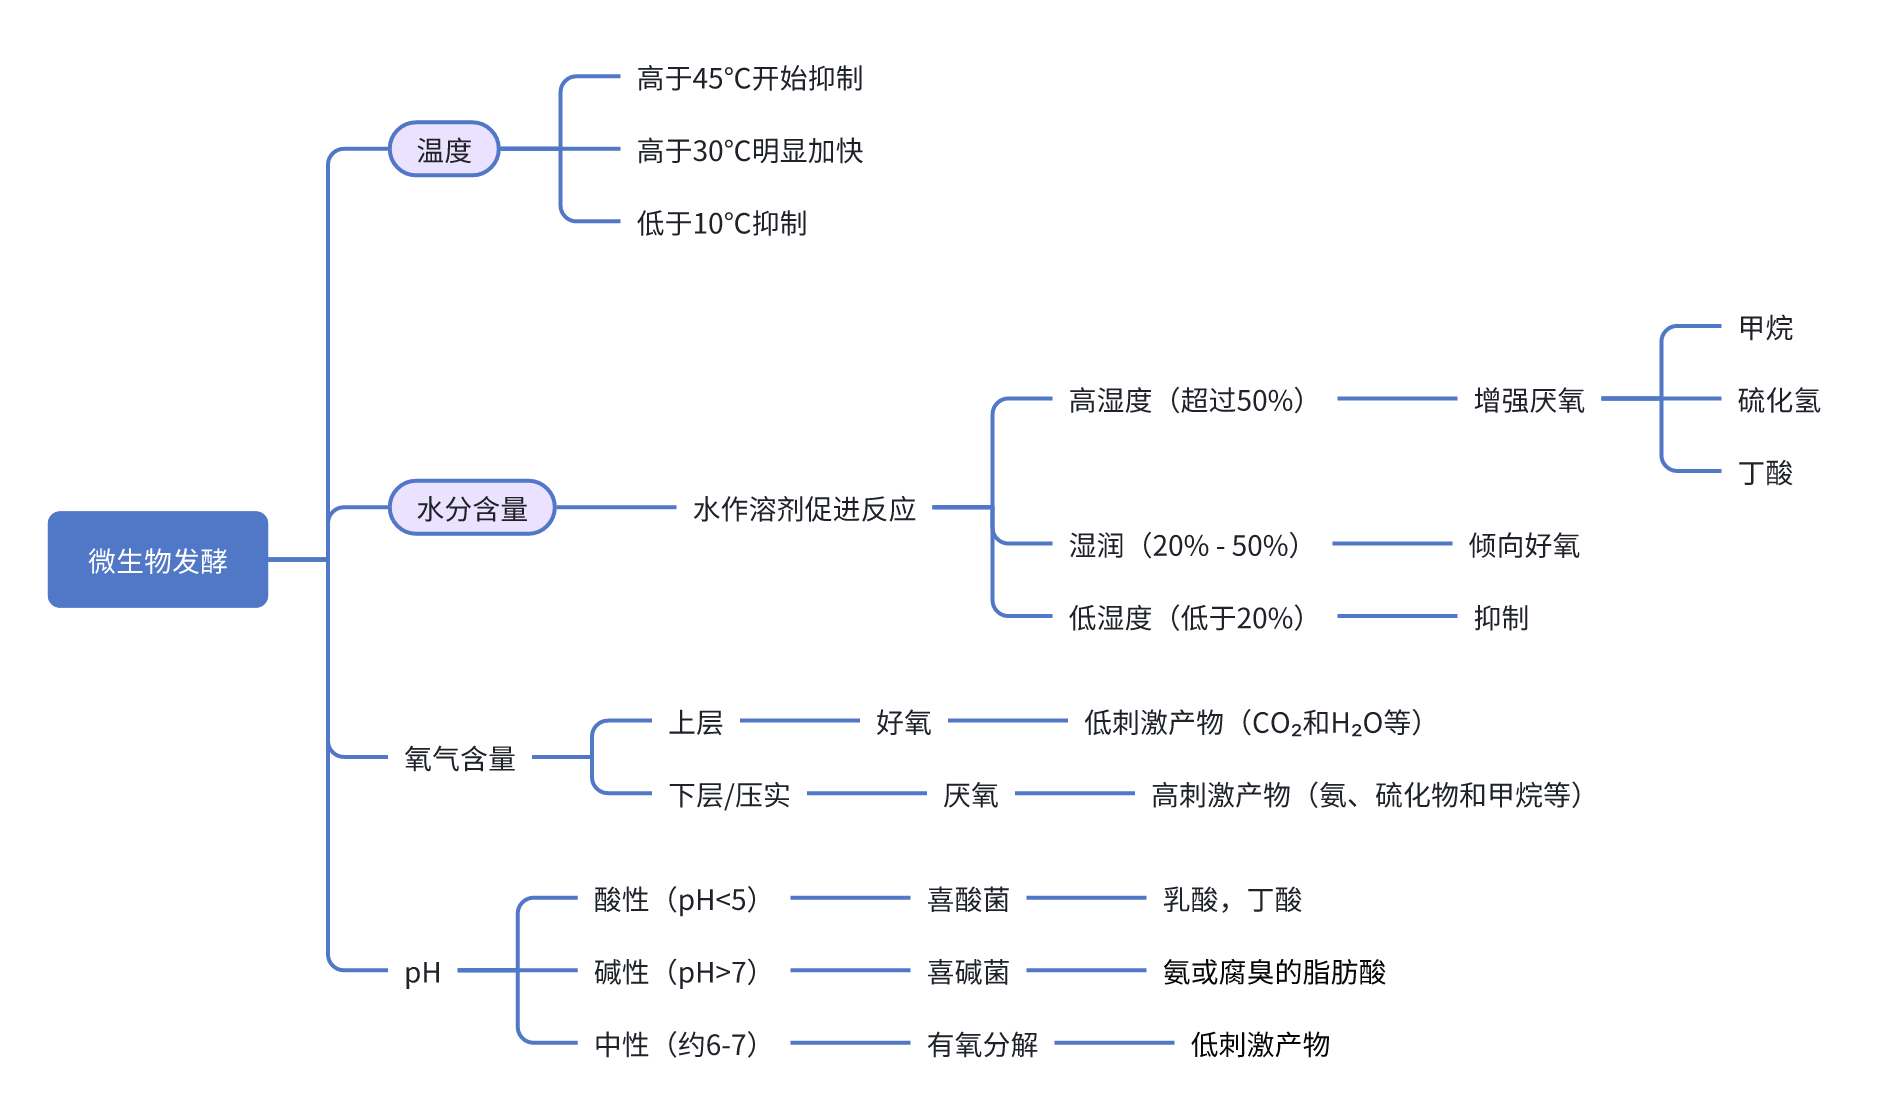 微生物发酵
温度
高于45°C开始抑制
高于30°C明显加快
低于10°C抑制
水分含量
水作溶剂促进反应
高湿度（超过50%）
增强厌氧
甲烷
硫化氢
丁酸
湿润（20% - 50%）
倾向好氧
低湿度（低于20%）
抑制
氧气含量
上层
好氧
低刺激产物（CO₂和H₂O等）
下层/压实
厌氧
高刺激产物（氨、硫化物和甲烷等）
pH
酸性（pH<5）
喜酸菌
乳酸，丁酸
碱性（pH>7）
喜碱菌
氨或腐臭的脂肪酸
中性（约6-7）
有氧分解
低刺激产物